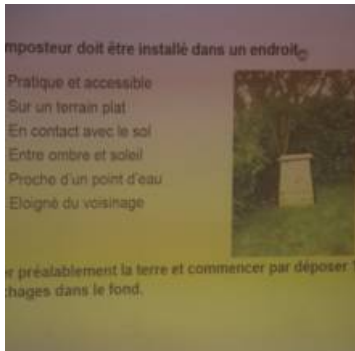 mposteur doit être installé dans un endroit
Pratique et accessible
Sur un terrain plat
En contact avec le sol
Entre ombre et soleil
Proche d'un point d'eau
Eloigné du voisinage
r préalablement la terre et commencer par déposer
chages dans le fond.